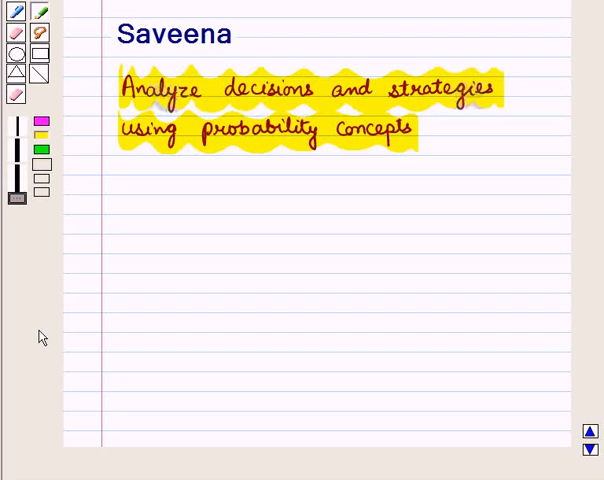 Saveena
Analyze decisions and strategies
using probability concepts